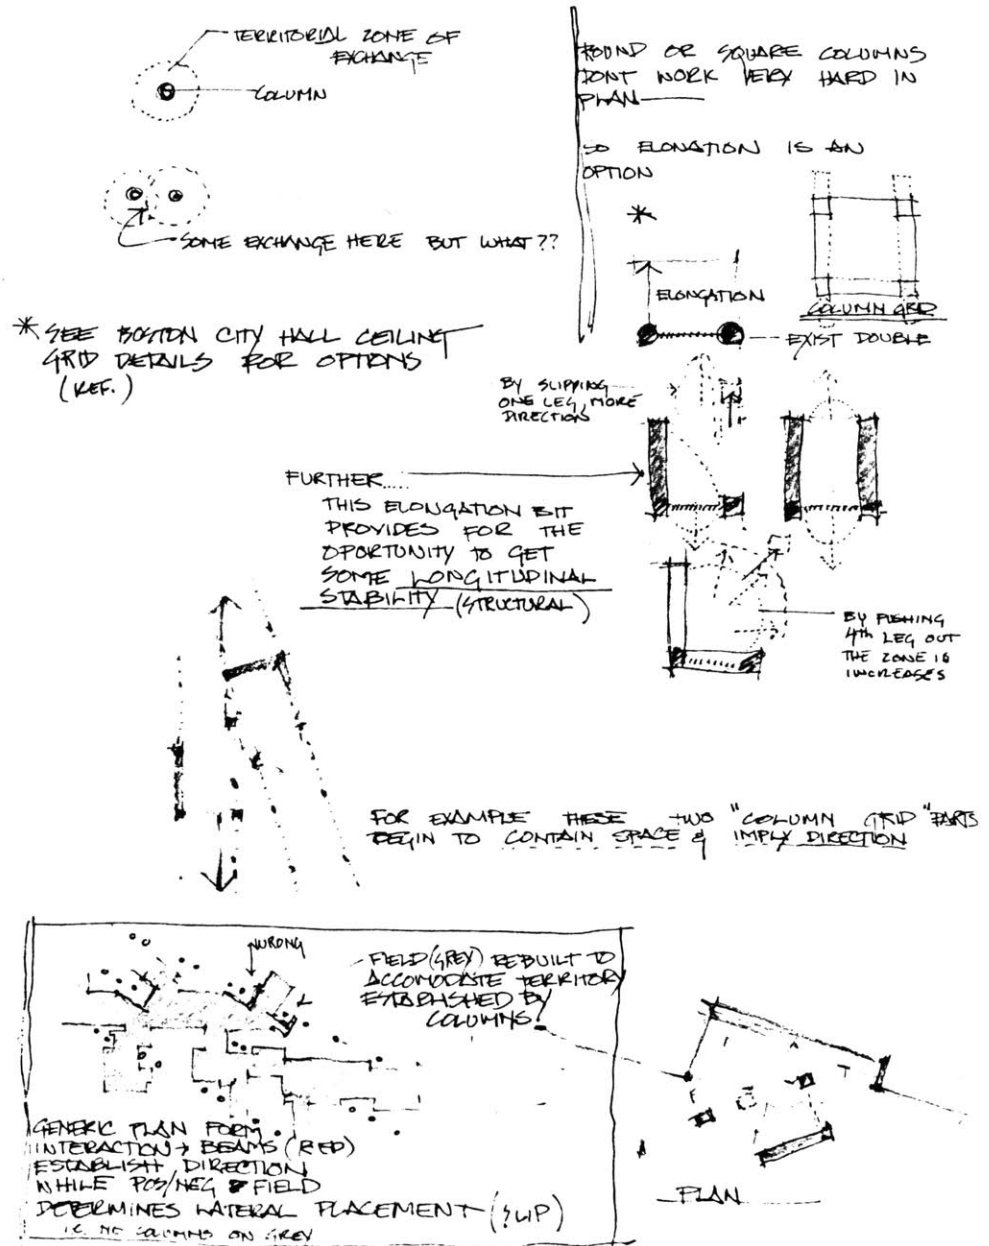 TERRITORIAL ZONE OF
EXCHANGE
COLUMN
SOME EXCHANGE HERE BUT WHAT??
* SEE BOSTON CITY HALL CEILING
GRID DETAILS FOR OPTIONS
(REF.)
ROUND OR SQUARE COLUMNS
DONT WORK VERY HARD IN
PLAN
SO ELONATION IS AN
OPTION
*
ELONGATION
COLUMN GRID
EXIST DOUBLE
BY SLIPPING
ONE LEG MORE
DIRECTION
FURTHER.....
THIS ELONGATION BIT
PROVIDES FOR THE
OPORTUNITY TO GET
SOME LONGITUDINAL
STABILITY (STRUCTURAL)
BY PUSHING
4TH LEG OUT
THE ZONE IS
INCREASES
FOR EXAMPLE THESE TWO "COLUMN GRID" PARTS
BEGIN TO CONTAIN SPACE & IMPLY DIRECTION
WRONG
FIELD (GREY) REBUILT TO
ACCOMODATE TERRITORY
ESTABLISHED BY
COLUMNS.
GENERIC PLAN FORM
INTERACTION → BEAMS (RED)
ESTABLISH DIRECTION
WHILE POS/NEG FIELD
DETERMINES LATERAL PLACEMENT (SLIP)
IE. NO COLUMNS ON GREY
PLAN